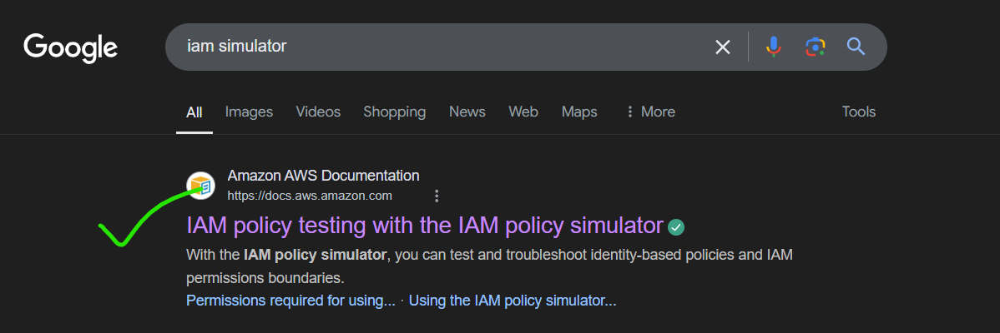 Google
iam simulator
All Images Videos Shopping News Web Maps More Tools
Amazon AWS Documentation
https://docs.aws.amazon.com
IAM policy testing with the IAM policy simulator
With the IAM policy simulator, you can test and troubleshoot identity-based policies and IAM
permissions boundaries.
Permissions required for using... · Using the IAM policy simulator...